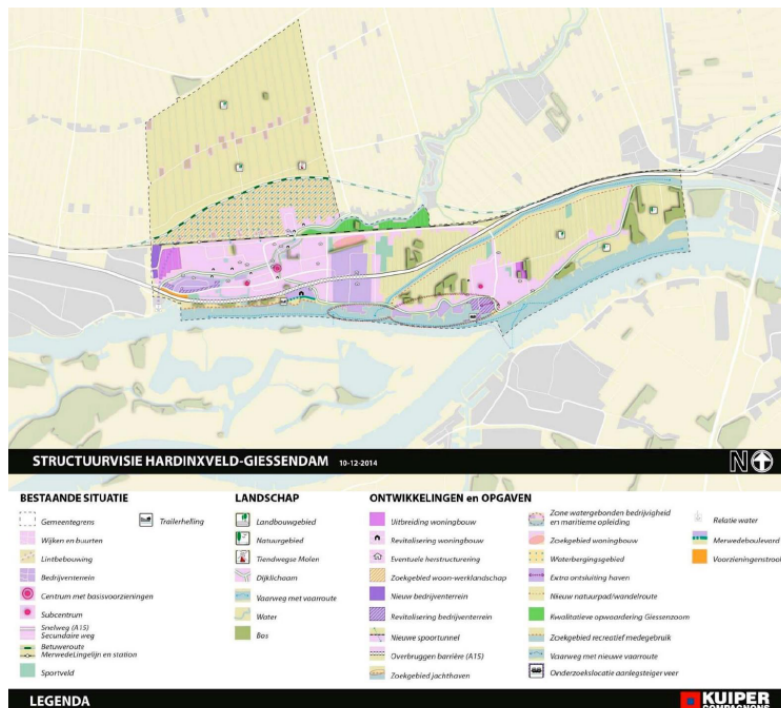 STRUCTUURVISIE HARDINXVELD-GIESSENDAM 10-12-2014
N
BESTAANDE SITUATIE
Gemeentegrens
Trailerhelling
Wijken en buurten
Lintbebouwing
Bedrijventerrein
Centrum met basisvoorzieningen
Subcentrum
Snelweg (A15)
Secundaire weg
Betuweroute
MerwedeLingelijn en station
Sportveld
LANDSCHAP
Landbouwgebied
Natuurgebied
Tiendwegse Molen
Dijklichaam
Vaarweg met vaarroute
Water
Bos
ONTWIKKELINGEN en OPGAVEN
Uitbreiding woningbouw
Revitalisering woningbouw
Eventuele herstructurering
Zoekgebied woon-werklandschap
Nieuw bedrijventerrein
Revitalisering bedrijventerrein
Nieuwe spoortunnel
Overbruggen barrière (A15)
Zoekgebied jachthaven
Zone watergebonden bedrijvigheid
en maritieme opleiding
Zoekgebied woningbouw
Waterbergingsgebied
Extra ontsluiting haven
Nieuw natuurpad/wandelroute
Kwalitatieve opwaardering Giessenzoom
Zoekgebied recreatief medegebruik
Vaarweg met nieuwe vaarroute
Onderzoekslocatie aanlegsteiger veer
Relatie water
Merwedeboulevard
Voorzieningenstrook
LEGENDA
KUIPER
COMPAGNONS